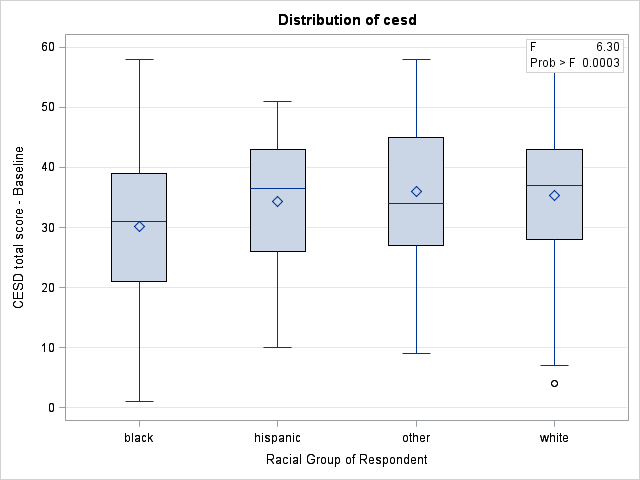 Distribution of cesd
F 6.30
Prob > F 0.0003
60
50
40
30
20
10
0
CESD total score - Baseline
black hispanic other white
Racial Group of Respondent